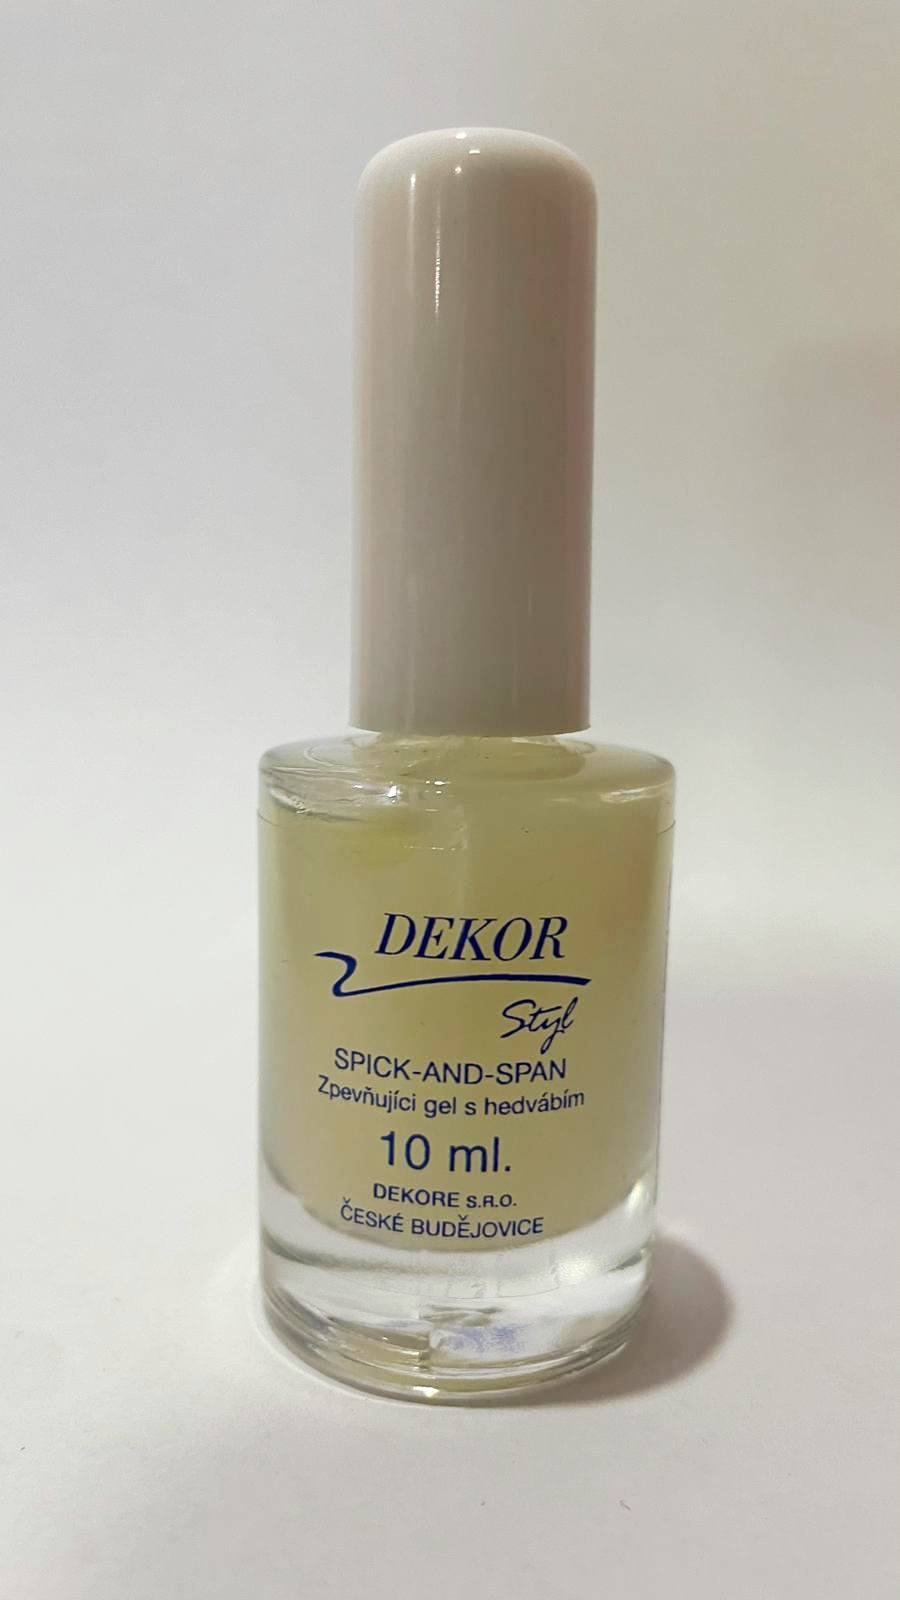 DEKOR
Styl
SPICK-AND-SPAN
Zpevňujíci gel s hedvábím
10 ml.
DEKORE S.R.O.
ČESKÉ BUDĚJOVICE